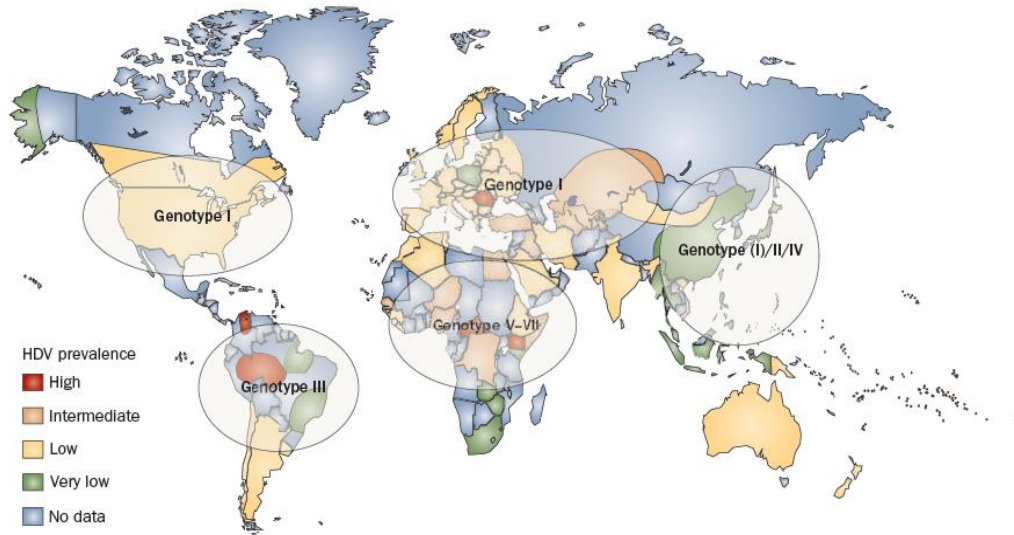 Genotype I
Genotype I
Genotype (I)/II/IV
Genotype V–VII
Genotype III
HDV prevalence
High
Intermediate
Low
Very low
No data